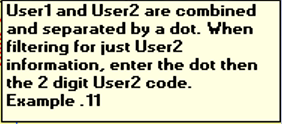 User1 and User2 are combined
and separated by a dot. When
filtering for just User2
information, enter the dot then
the 2 digit User2 code.
Example .11